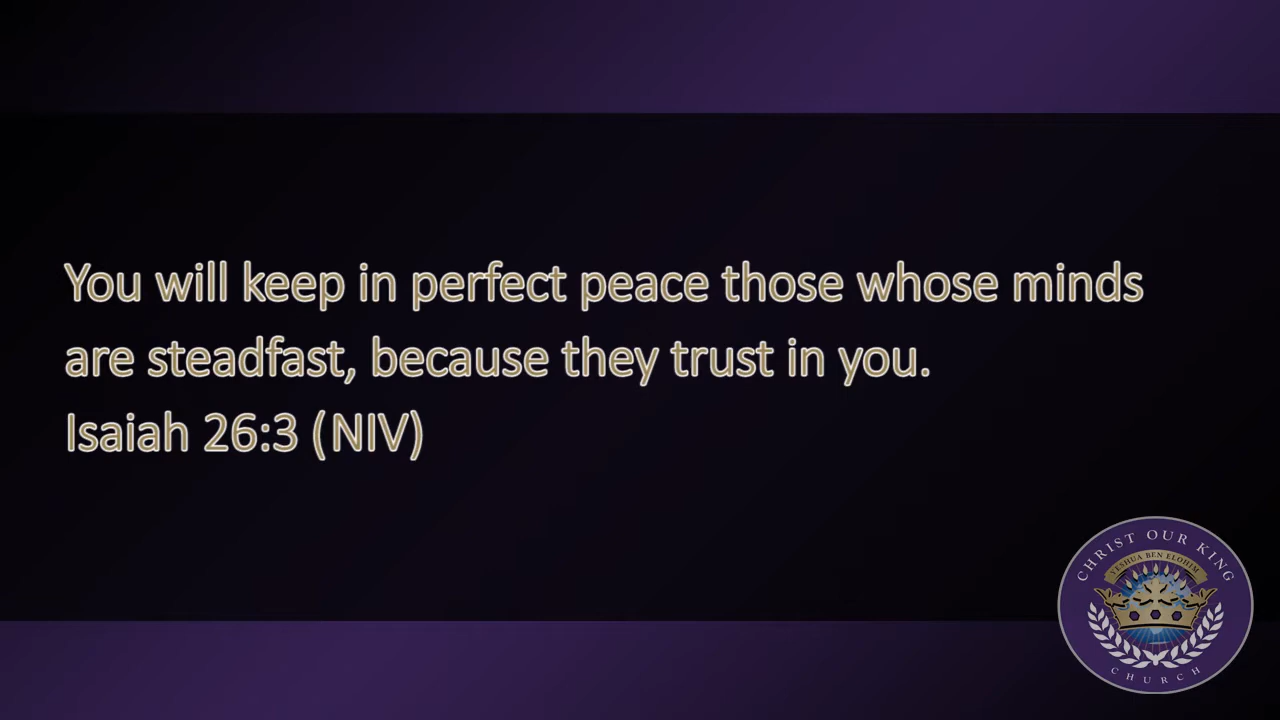 You will keep in perfect peace those whose minds
are steadfast, because they trust in you.
Isaiah 26:3 (NIV)
CHRIST OUR KING
YESHUA BEN ELOHIM
CHURCH